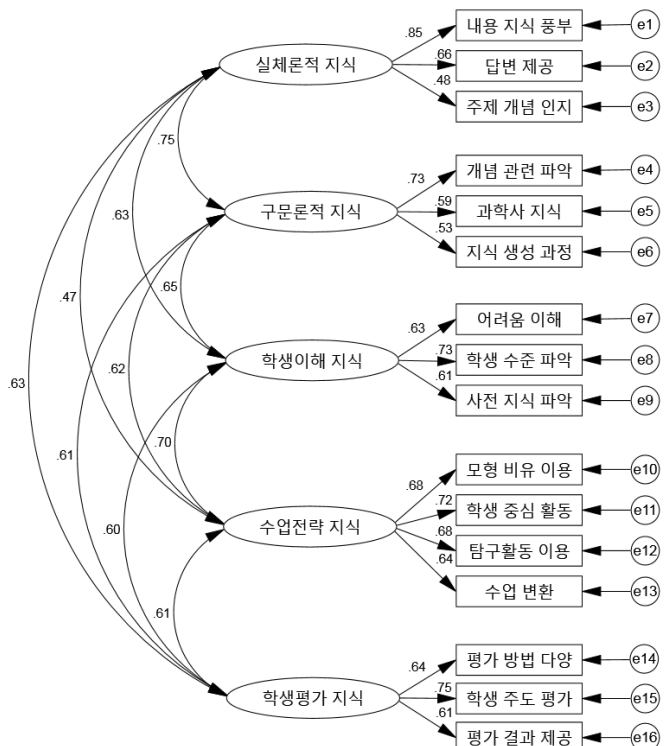 내용 지식 풍부
e1
.85
실체론적 지식
.66
답변 제공
e2
.48
주제 개념 인지
e3
.75
개념 관련 파악
e4
.73
구문론적 지식
.59
과학사 지식
e5
.53
지식 생성 과정
e6
.63
.65
.47
어려움 이해
e7
.63
학생이해 지식
.73
학생 수준 파악
e8
.61
사전 지식 파악
e9
.62
.63
.70
.61
모형 비유 이용
e10
.68
.72
학생 중심 활동
e11
수업전략 지식
.68
탐구활동 이용
e12
.64
수업 변환
e13
.60
.61
평가 방법 다양
e14
.64
학생평가 지식
.75
학생 주도 평가
e15
.61
평가 결과 제공
e16